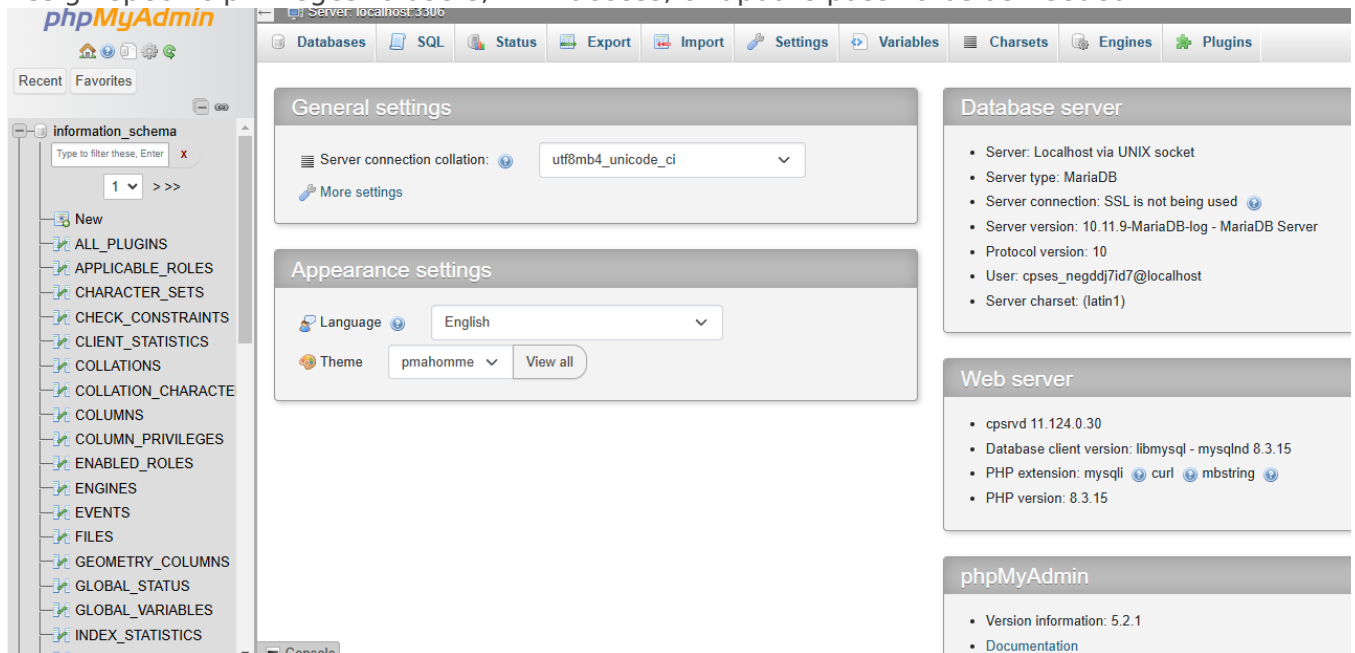 phpMyAdmin
Recent Favorites
information_schema
Type to filter these, Enter X
1 > >>
New
ALL_PLUGINS
APPLICABLE_ROLES
CHARACTER_SETS
CHECK_CONSTRAINTS
CLIENT_STATISTICS
COLLATIONS
COLLATION_CHARACTE
COLUMNS
COLUMN_PRIVILEGES
ENABLED_ROLES
ENGINES
EVENTS
FILES
GEOMETRY_COLUMNS
GLOBAL_STATUS
GLOBAL_VARIABLES
INDEX_STATISTICS
Server: localhost:3306
Databases SQL Status Export Import Settings Variables Charsets Engines Plugins
General settings
Server connection collation: utf8mb4_unicode_ci
More settings
Appearance settings
Language English
Theme pmahomme View all
Console
Database server
• Server: Localhost via UNIX socket
• Server type: MariaDB
• Server connection: SSL is not being used
• Server version: 10.11.9-MariaDB-log - MariaDB Server
• Protocol version: 10
• User: cpses_negddj7id7@localhost
• Server charset: (latin1)
Web server
• cpsrvd 11.124.0.30
• Database client version: libmysql - mysqlnd 8.3.15
• PHP extension: mysqli curl mbstring
• PHP version: 8.3.15
phpMyAdmin
• Version information: 5.2.1
• Documentation